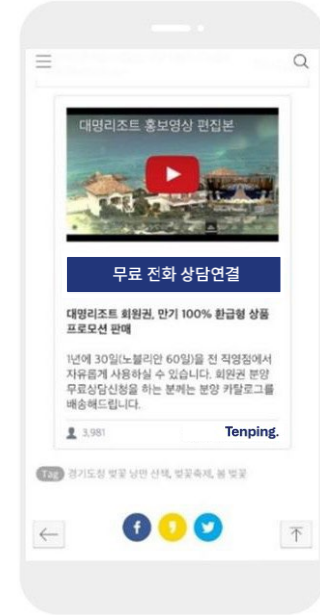 대명리조트 홍보영상 편집본
무료 전화 상담연결
대명리조트 회원권, 만기 100% 환급형 상품
프로모션 판매
1년에 30일(노블리안 60일)을 전 직영점에서
자유롭게 사용하실 수 있습니다. 회원권 분양
무료상담신청을 하는 분께는 분양 카탈로그를
배송해드립니다.
3,981
Tenping.
Tag 경기도청 벚꽃 낭만 산책, 벚꽃축제, 봄 벚꽃